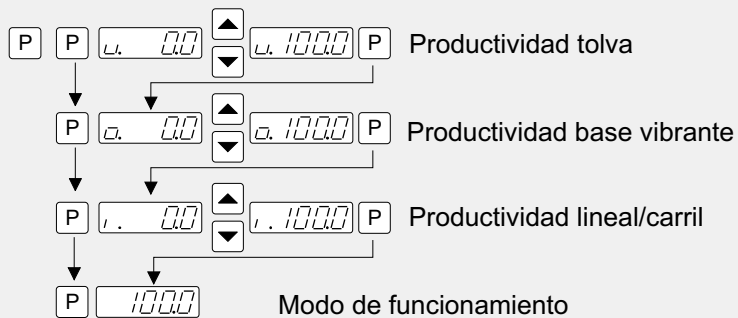 P P u. 0.0 u. 100.0 P Productividad tolva
P o. 0.0 o. 100.0 P Productividad base vibrante
P ı. 0.0 ı. 100.0 P Productividad lineal/carril
P 100.0 Modo de funcionamiento